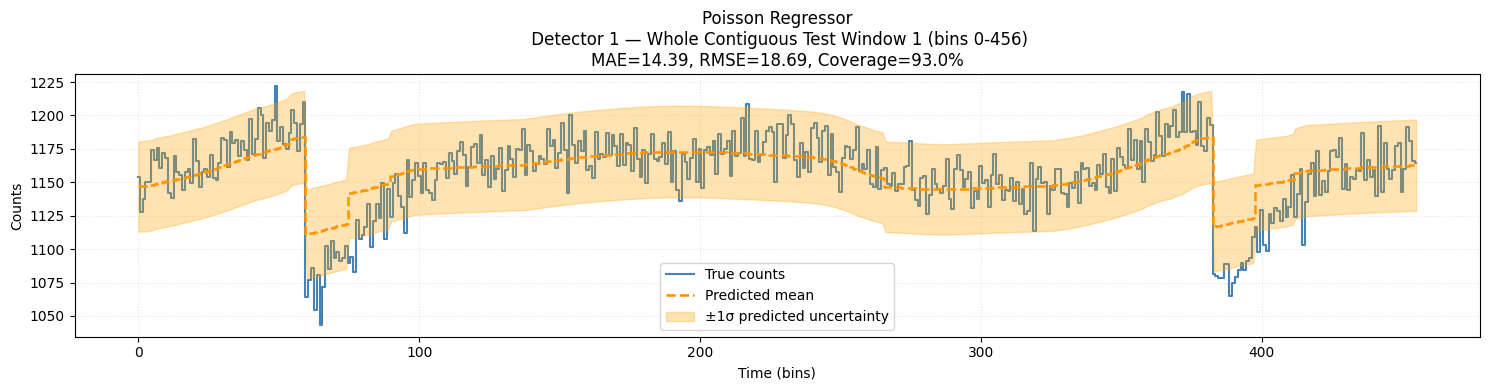 Poisson Regressor
Detector 1 — Whole Contiguous Test Window 1 (bins 0-456)
MAE=14.39, RMSE=18.69, Coverage=93.0%
1225
1200
1175
1150
1125
1100
1075
1050
Counts
True counts
Predicted mean
±1σ predicted uncertainty
0
100
200
300
400
Time (bins)